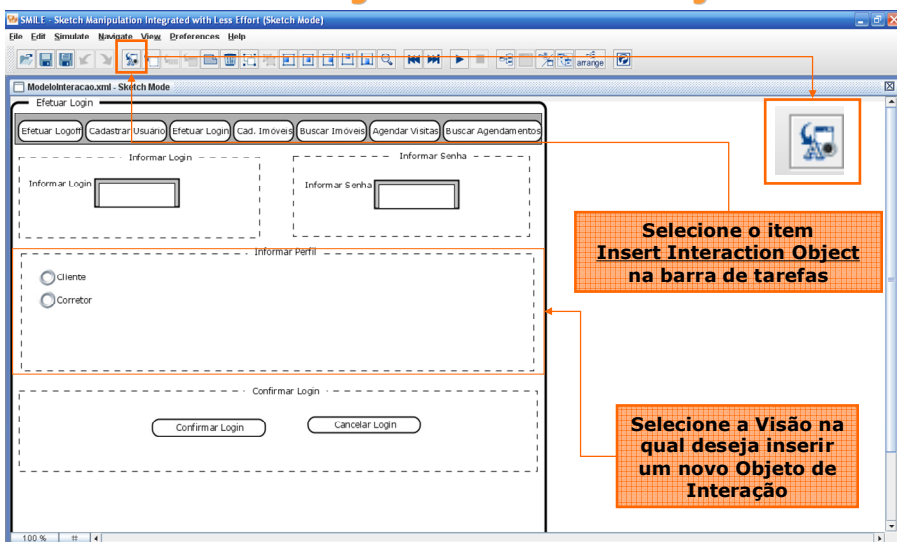 SMILE - Sketch Manipulation Integrated with Less Effort (Sketch Mode)
File Edit Simulate Navigate View Preferences Help
arrange
ModeloInteracao.xml - Sketch Mode
Efetuar Login
Efetuar Logoff Cadastrar Usuário Efetuar Login Cad. Imóveis Buscar Imóveis Agendar Visitas Buscar Agendamentos
Informar Login Informar Senha
Informar Login Informar Senha
Selecione o item
Insert Interaction Object
na barra de tarefas
Informar Perfil
Cliente
Corretor
Confirmar Login
Confirmar Login Cancelar Login
Selecione a Visão na
qual deseja inserir
um novo Objeto de
Interação
100 % #